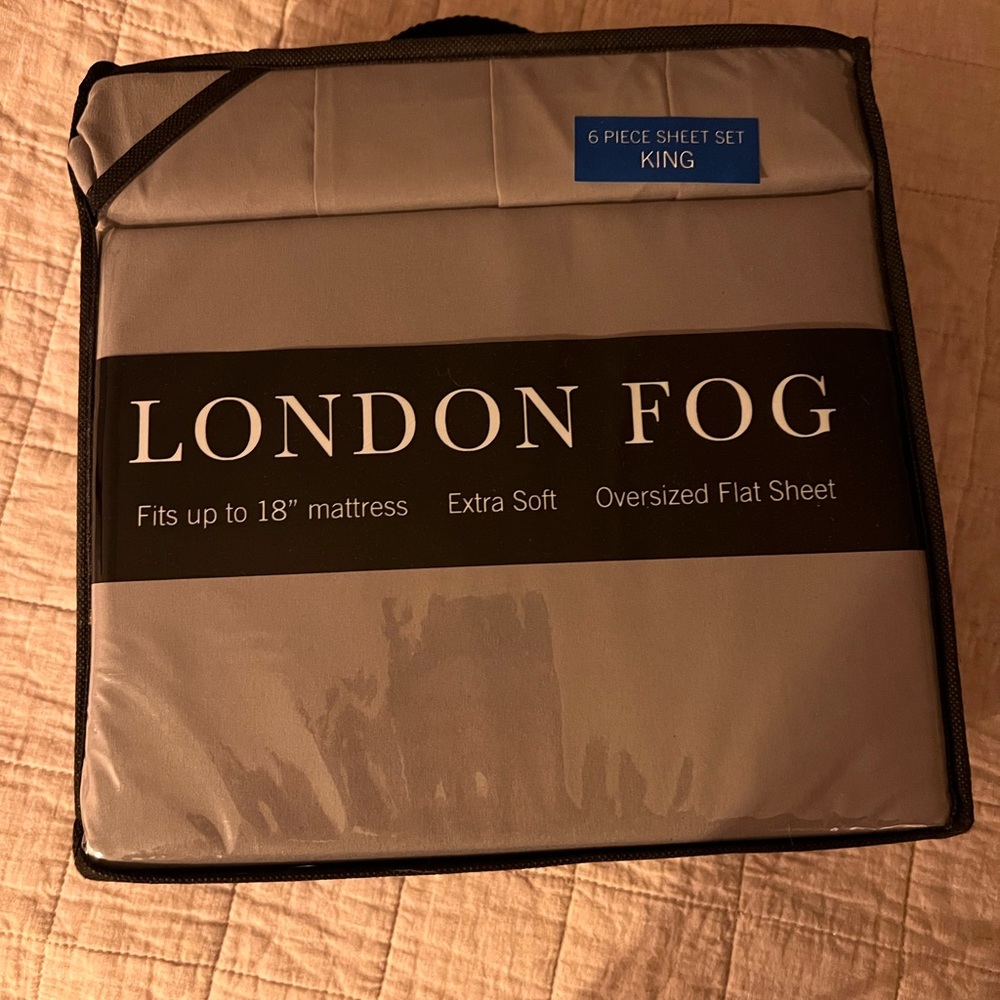 6 PIECE SHEET SET
KING
LONDON FOG
Fits up to 18” mattress Extra Soft Oversized Flat Sheet